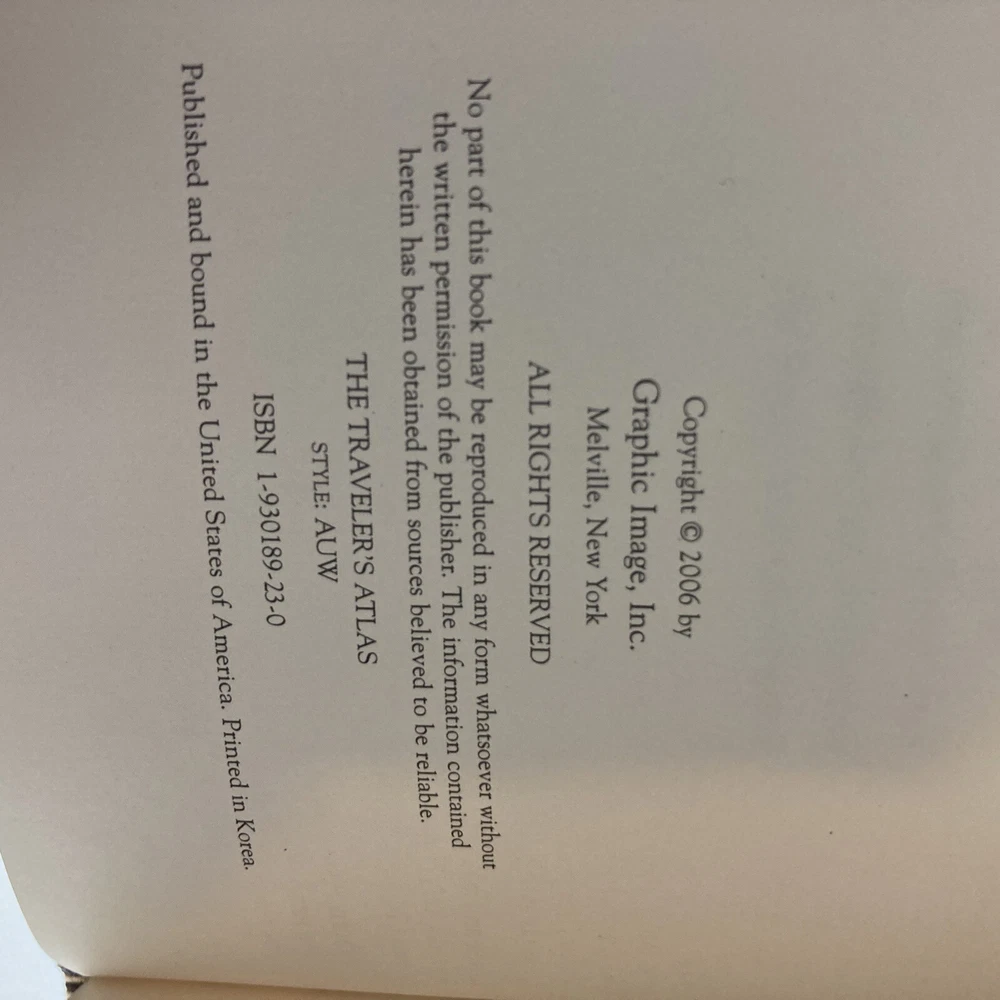 Copyright © 2006 by
Graphic Image, Inc.
Melville, New York
ALL RIGHTS RESERVED
No part of this book may be reproduced in any form whatsoever without
the written permission of the publisher. The information contained
herein has been obtained from sources believed to be reliable.
THE TRAVELER'S ATLAS
STYLE: AUW
ISBN 1-930189-23-0
Published and bound in the United States of America. Printed in Korea.